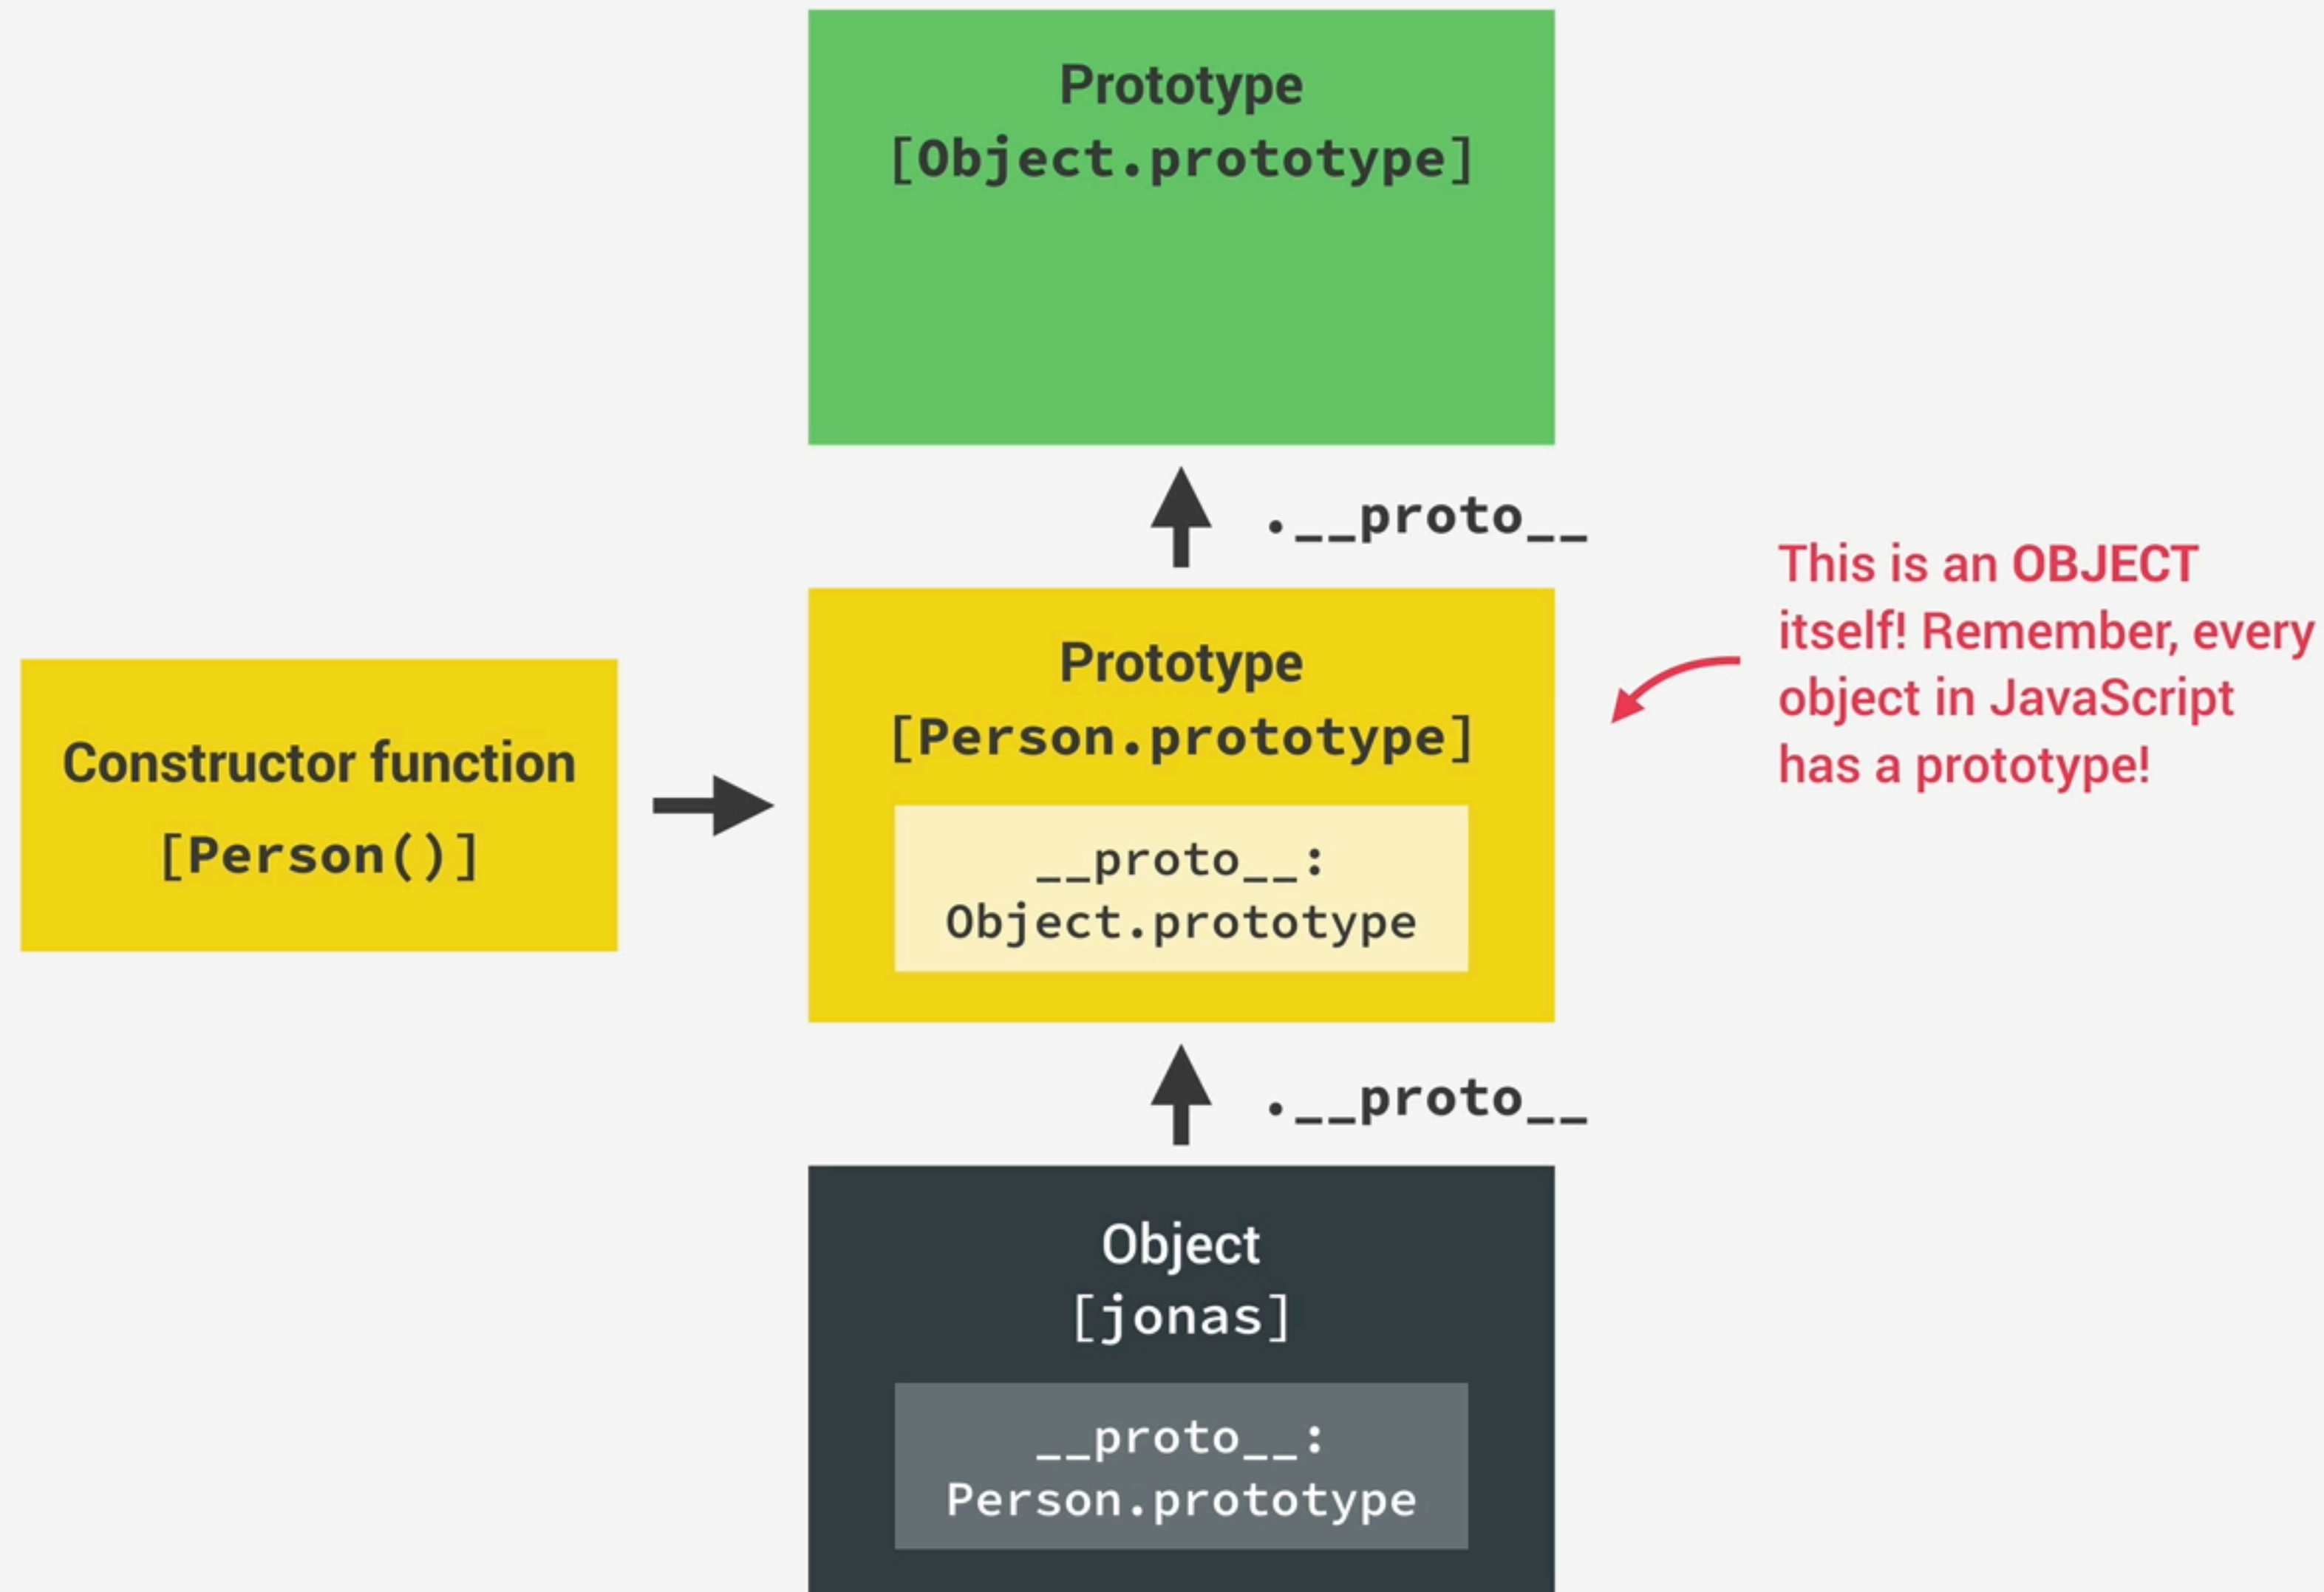 Prototype
[Object.prototype]
.__proto__
This is an OBJECT
itself! Remember, every
object in JavaScript
has a prototype!
Constructor function
[Person()]
Prototype
[Person.prototype]
__proto__:
Object.prototype
.__proto__
Object
[jonas]
__proto__:
Person.prototype